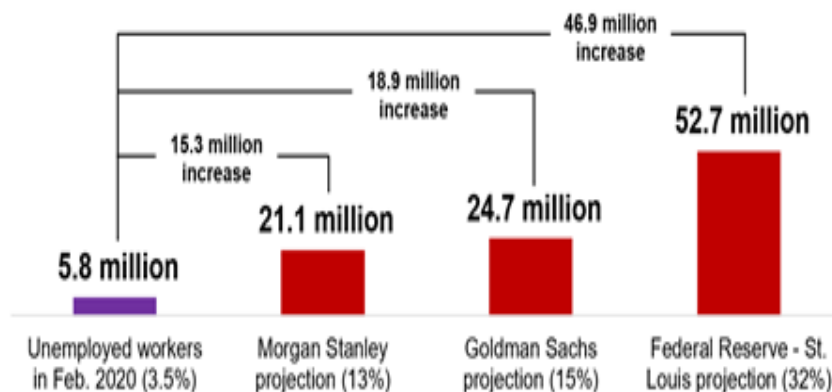 46.9 million
increase
18.9 million
increase
15.3 million
increase
52.7 million
24.7 million
21.1 million
5.8 million
Unemployed workers
in Feb. 2020 (3.5%)
Morgan Stanley
projection (13%)
Goldman Sachs
projection (15%)
Federal Reserve - St.
Louis projection (32%)